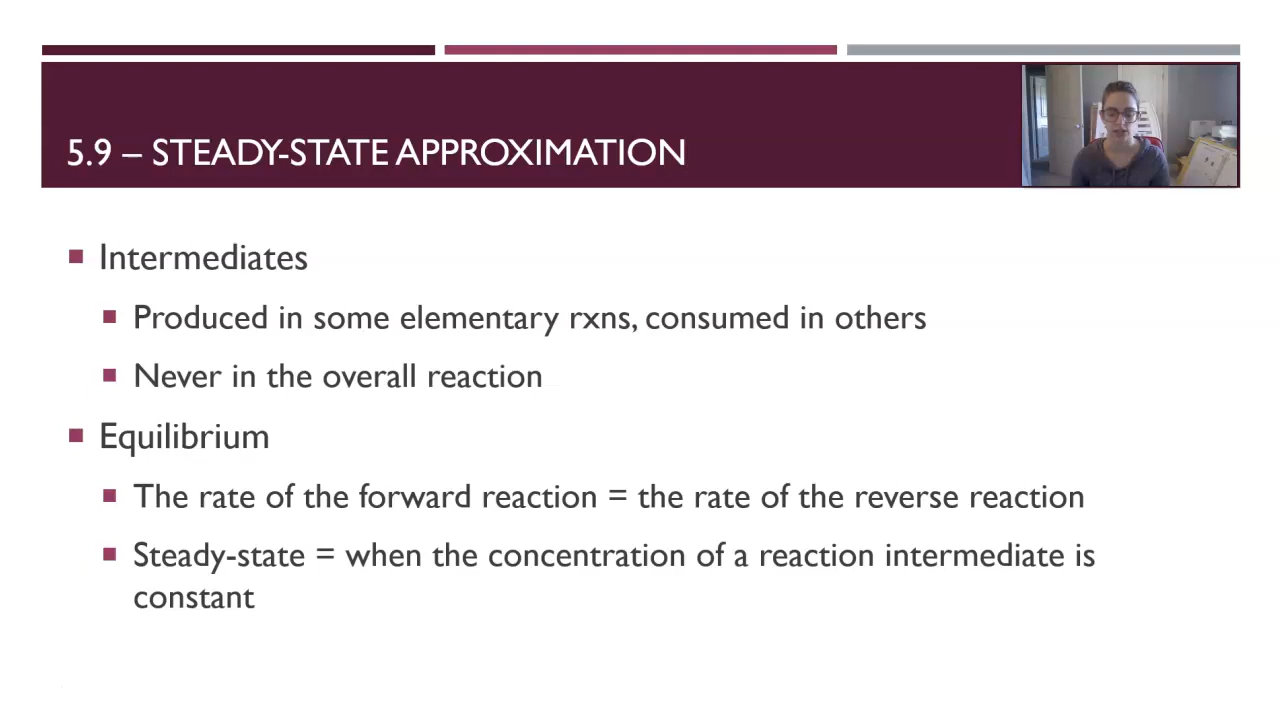 5.9 – STEADY-STATE APPROXIMATION
Intermediates
Produced in some elementary rxns, consumed in others
Never in the overall reaction
Equilibrium
The rate of the forward reaction = the rate of the reverse reaction
Steady-state = when the concentration of a reaction intermediate is
constant